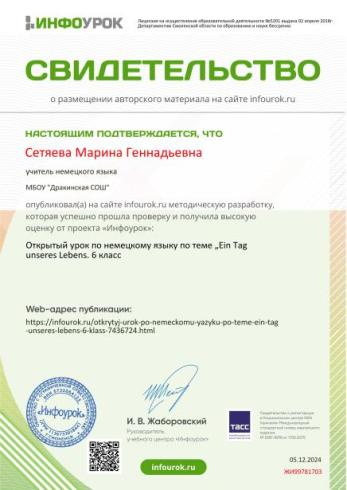 ИНФОУРОК
Лицензия на осуществление образовательной деятельности №5201 выдана 02 апреля 2018г
Департаментом Смоленской области по образованию и науке бессрочно
СВИДЕТЕЛЬСТВО
о размещении авторского материала на сайте infourok.ru
НАСТОЯЩИМ ПОДТВЕРЖДАЕТСЯ, ЧТО
Сетяева Марина Геннадьевна
учитель немецкого языка
МБОУ "Дракинская СОШ"
опубликовал(а) на сайте infourok.ru методическую разработку,
которая успешно прошла проверку и получила высокую
оценку от проекта «Инфоурок»:
Открытый урок по немецкому языку по теме „Ein Tag
unseres Lebens. 6 класс
Web-адрес публикации:
https://infourok.ru/otkrytyj-urok-po-nemeckomu-yazyku-po-teme-ein-tag
-unseres-lebens-6-klass-7436724.html
«Инфоурок»
И. В. Жаборовский
Руководитель
учебного центра «Инфоурок»
ТАСС
infourok.ru
05.12.2024
ЖИ99781703